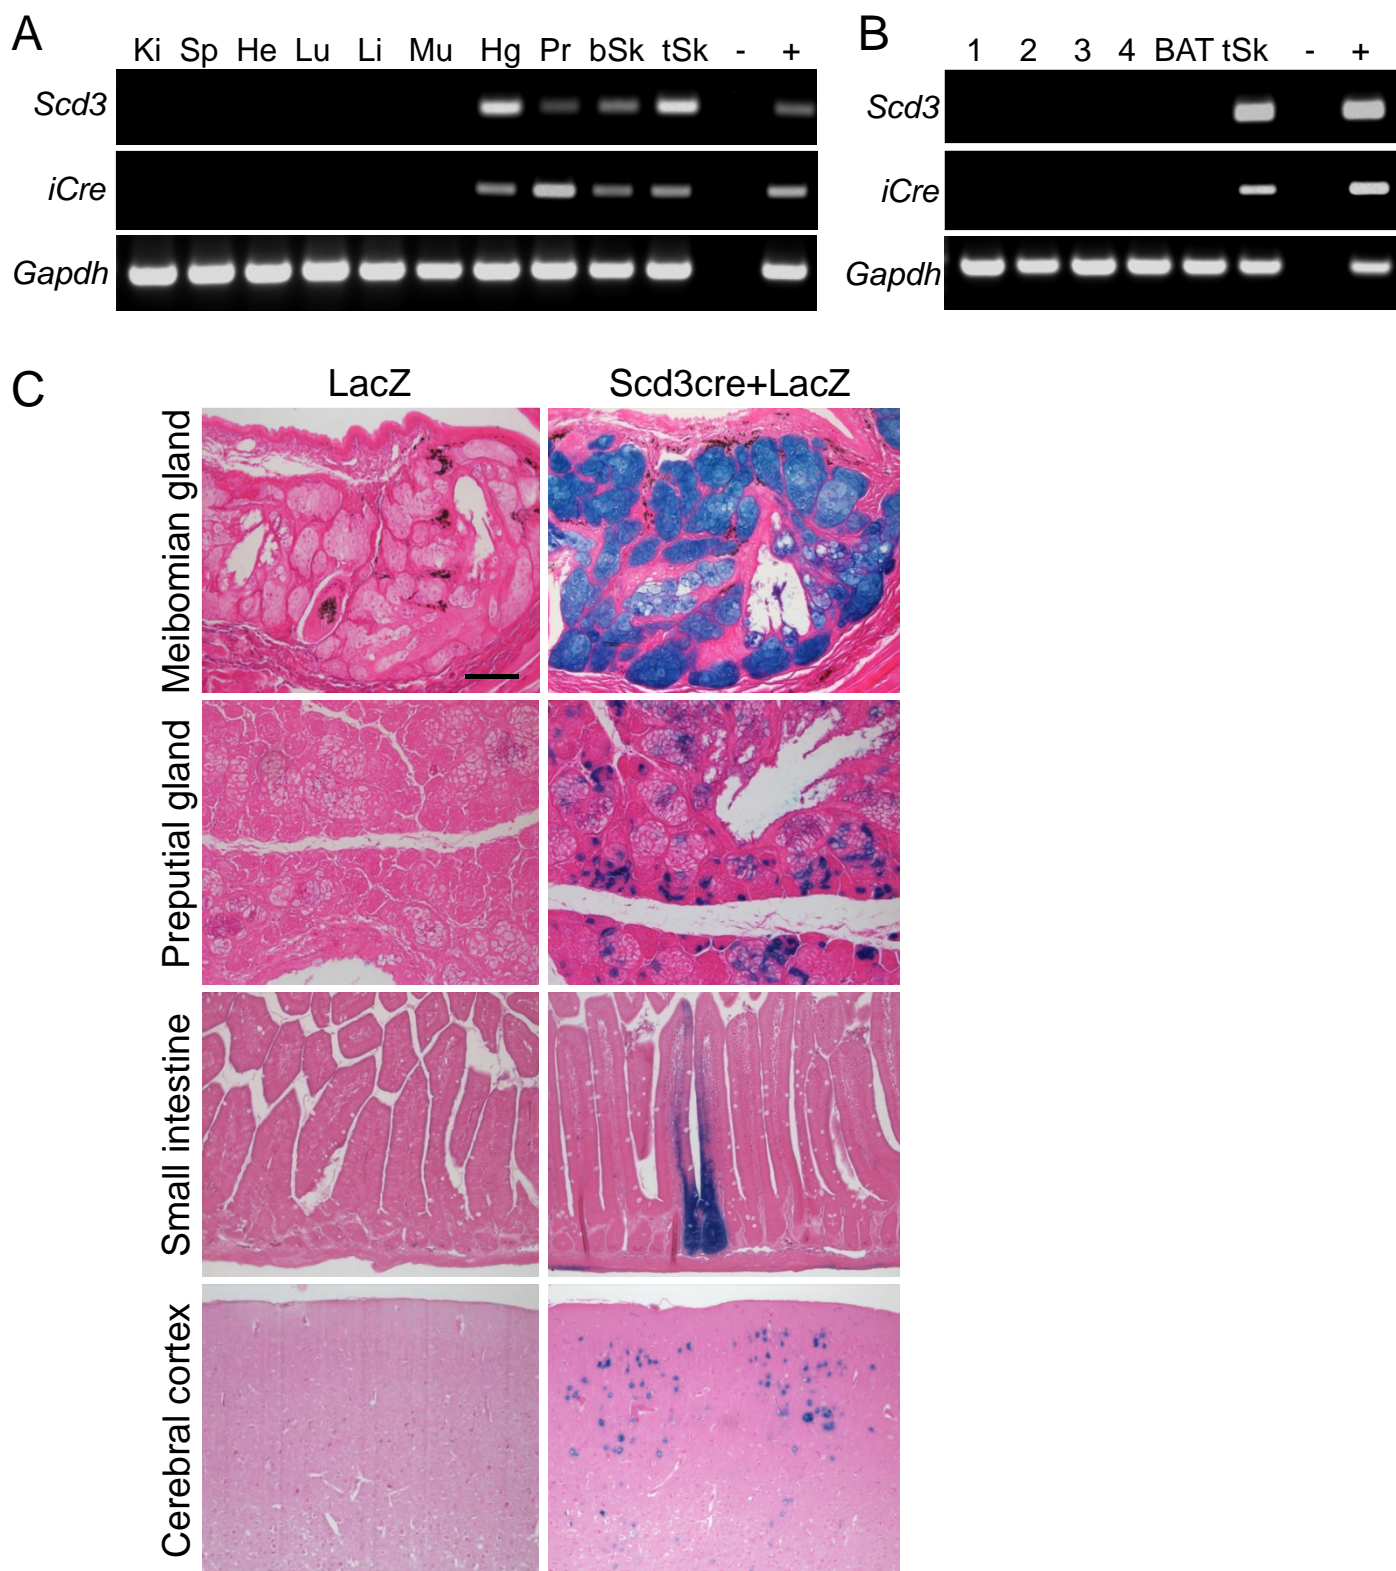 A
Ki Sp He Lu Li Mu Hg Pr bSk tSk - +
Scd3
iCre
Gapdh
B
1 2 3 4 BAT tSk - +
Scd3
iCre
Gapdh
C
LacZ Scd3cre+LacZ
Meibomian gland
Preputial gland
Small intestine
Cerebral cortex